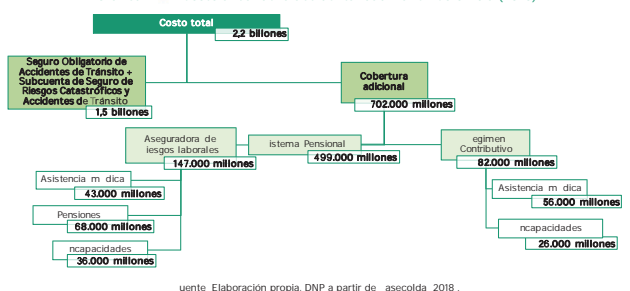 Costo total
2,2 billones
Seguro Obligatorio de
Accidentes de Tránsito +
Subcuenta de Seguro de
Riesgos Catastróficos y
Accidentes de Tránsito
1,5 billones
Cobertura
adicional
702.000 millones
Aseguradora de
iesgos laborales
147.000 millones
istema Pensional
499.000 millones
egimen
Contributivo
82.000 millones
Asistencia m dica
43.000 millones
Pensiones
68.000 millones
ncapacidades
36.000 millones
Asistencia m dica
56.000 millones
ncapacidades
26.000 millones
uente Elaboración propia, DNP a partir de asecolda 2018 .